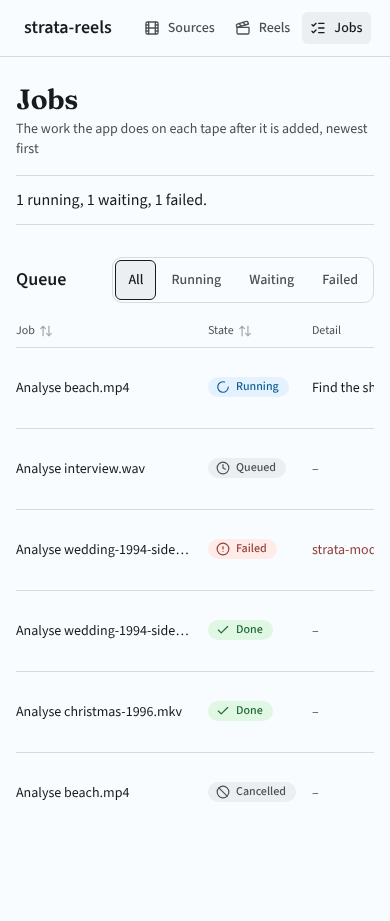 strata-reels Sources Reels Jobs
Jobs
The work the app does on each tape after it is added, newest
first
1 running, 1 waiting, 1 failed.
Queue All Running Waiting Failed
Job State Detail
Analyse beach.mp4 Running Find the sh
Analyse interview.wav Queued –
Analyse wedding-1994-side… Failed strata-moc
Analyse wedding-1994-side… Done –
Analyse christmas-1996.mkv Done –
Analyse beach.mp4 Cancelled –